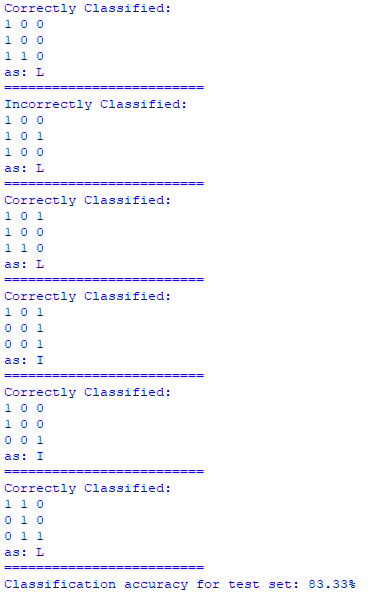 Correctly Classified:
1 0 0
1 0 0
1 1 0
as: L
=========================
Incorrectly Classified:
1 0 0
1 0 1
1 0 0
as: L
=========================
Correctly Classified:
1 0 1
1 0 0
1 1 0
as: L
=========================
Correctly Classified:
1 0 1
0 0 1
0 0 1
as: I
=========================
Correctly Classified:
1 0 0
1 0 0
0 0 1
as: I
=========================
Correctly Classified:
1 1 0
0 1 0
0 1 1
as: L
=========================
Classification accuracy for test set: 83.33%